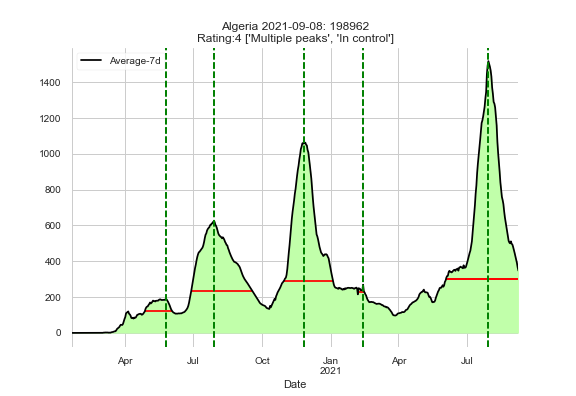 Algeria 2021-09-08: 198962
Rating:4 ['Multiple peaks', 'In control']
Average-7d
1400
1200
1000
800
600
400
200
0
Apr Jul Oct Jan Apr Jul
2021
Date